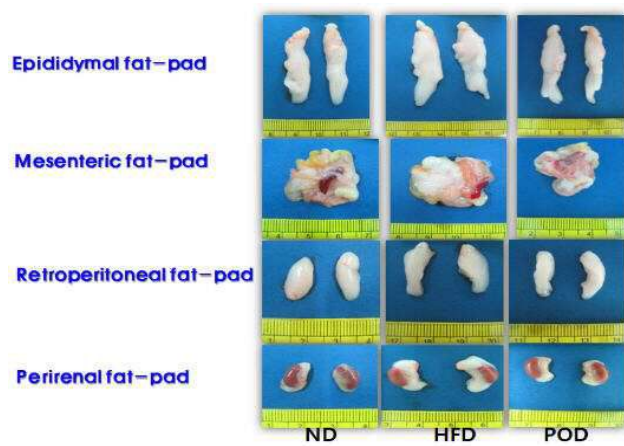 Epididymal fat-pad
Mesenteric fat-pad
Retroperitoneal fat-pad
Perirenal fat-pad
ND HFD POD